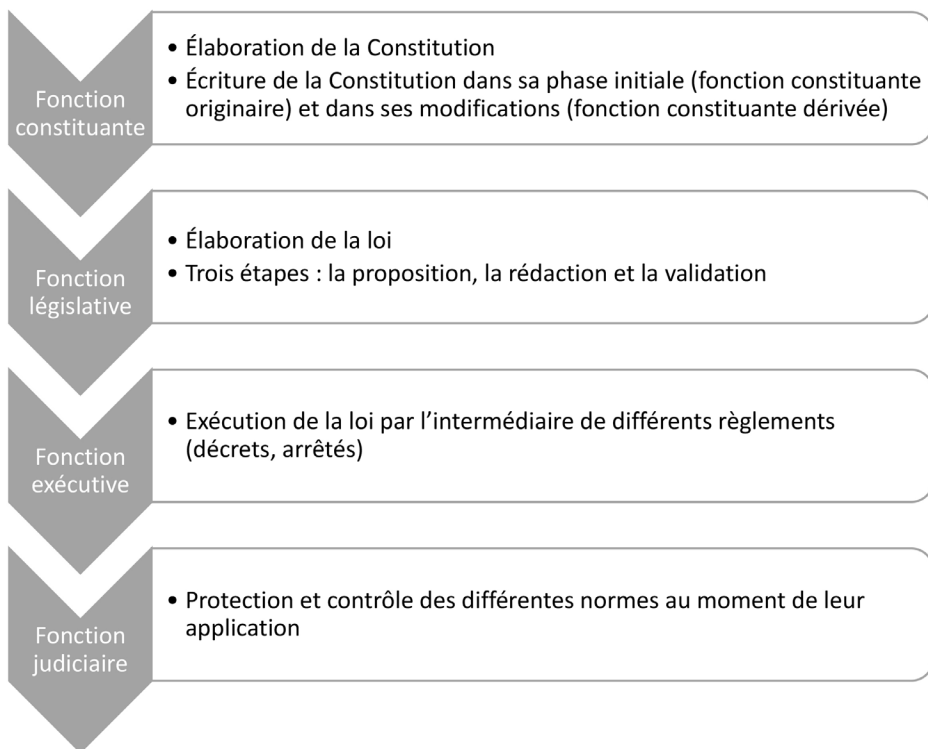 Fonction
constituante
• Élaboration de la Constitution
• Écriture de la Constitution dans sa phase initiale (fonction constituante
originaire) et dans ses modifications (fonction constituante dérivée)
Fonction
législative
• Élaboration de la loi
• Trois étapes : la proposition, la rédaction et la validation
Fonction
exécutive
• Exécution de la loi par l’intermédiaire de différents règlements
(décrets, arrêtés)
Fonction
judiciaire
• Protection et contrôle des différentes normes au moment de leur
application